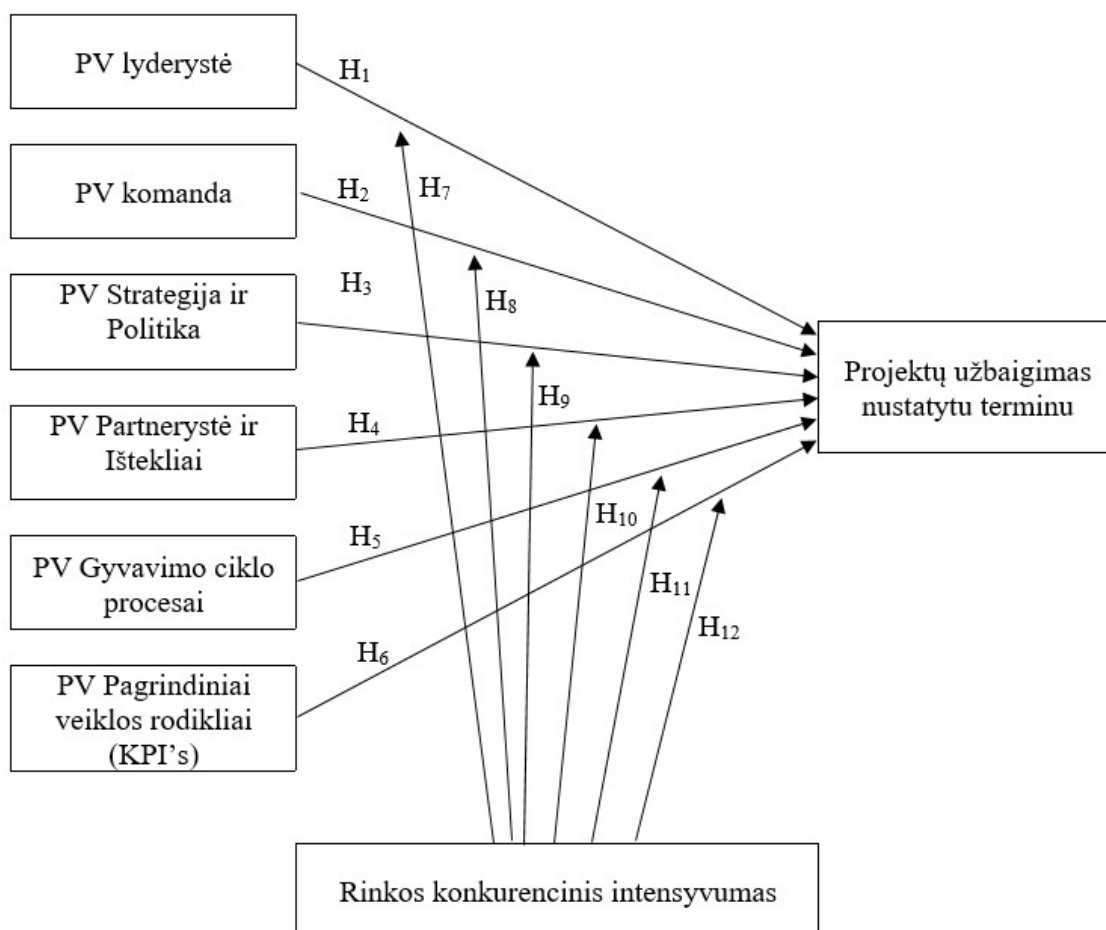 PV lyderystė
H1
PV komanda
H2
H7
PV Strategija ir
Politika
H3
H8
Projektų užbaigimas
nustatytu terminu
H9
PV Partnerystė ir
Ištekliai
H4
H10
PV Gyvavimo ciklo
procesai
H5
H11
H12
PV Pagrindiniai
veiklos rodikliai
(KPI’s)
H6
Rinkos konkurencinis intensyvumas